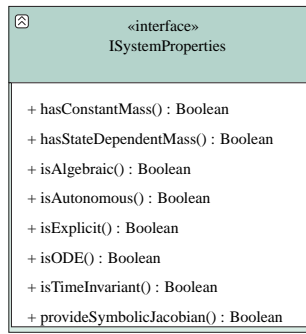 «interface»
ISystemProperties
+ hasConstantMass() : Boolean
+ hasStateDependentMass() : Boolean
+ isAlgebraic() : Boolean
+ isAutonomous() : Boolean
+ isExplicit() : Boolean
+ isODE() : Boolean
+ isTimeInvariant() : Boolean
+ provideSymbolicJacobian() : Boolean